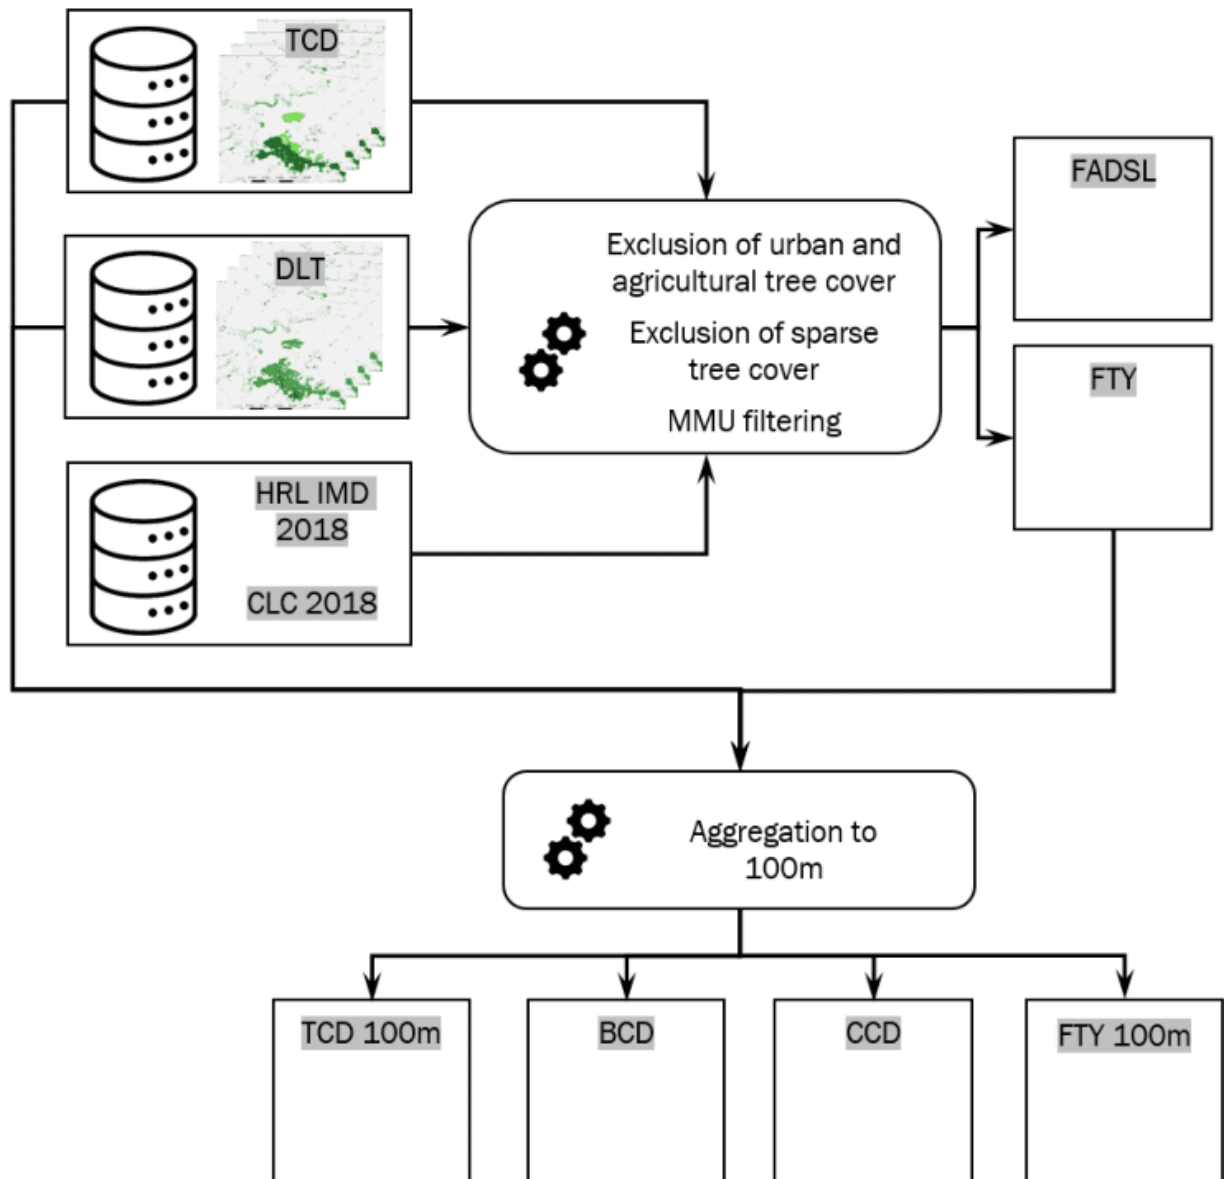 TCD
DLT
HRL IMD
2018
CLC 2018
Exclusion of urban and
agricultural tree cover
Exclusion of sparse
tree cover
MMU filtering
FADSL
FTY
Aggregation to
100m
TCD 100m
BCD
CCD
FTY 100m